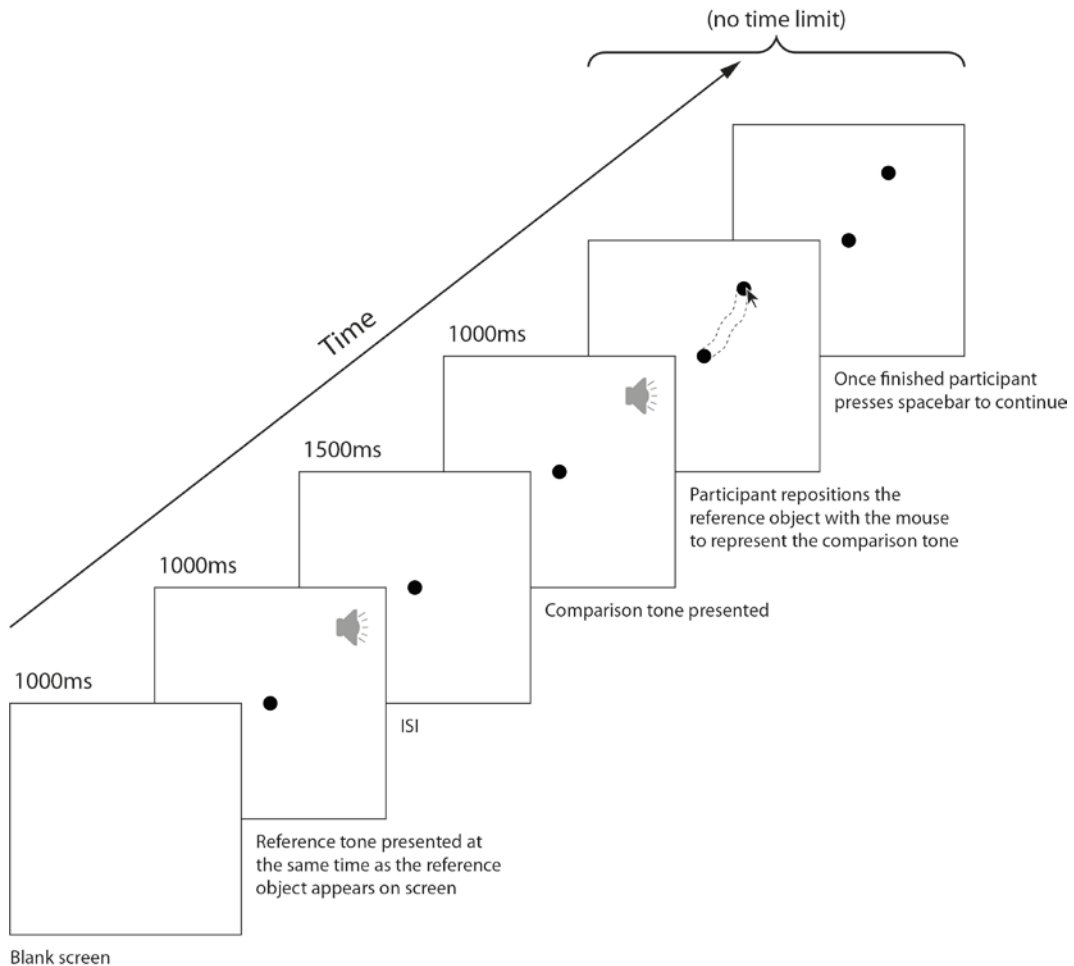 (no time limit)
Time
1000ms
1500ms
1000ms
1000ms
Once finished participant
presses spacebar to continue
Participant repositions the
reference object with the mouse
to represent the comparison tone
Comparison tone presented
ISI
Reference tone presented at
the same time as the reference
object appears on screen
Blank screen